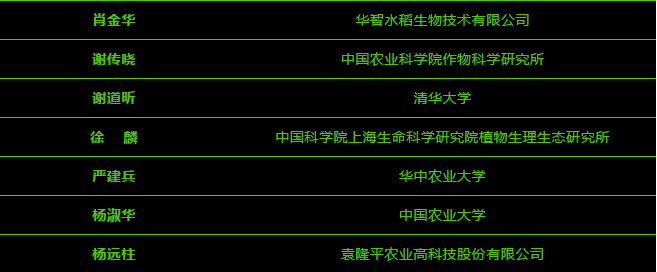 肖金华 华智水稻生物技术有限公司
谢传晓 中国农业科学院作物科学研究所
谢道昕 清华大学
徐 麟 中国科学院上海生命科学研究院植物生理生态研究所
严建兵 华中农业大学
杨淑华 中国农业大学
杨远柱 袁隆平农业高科技股份有限公司